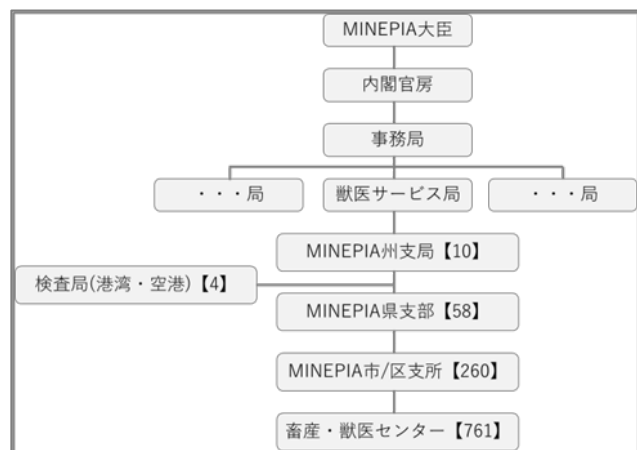 MINEPIA大臣
内閣官房
事務局
・・・局
獣医サービス局
・・・局
MINEPIA州支局【10】
検査局(港湾・空港)【4】
MINEPIA県支部【58】
MINEPIA市/区支所【260】
畜産・獣医センター【761】